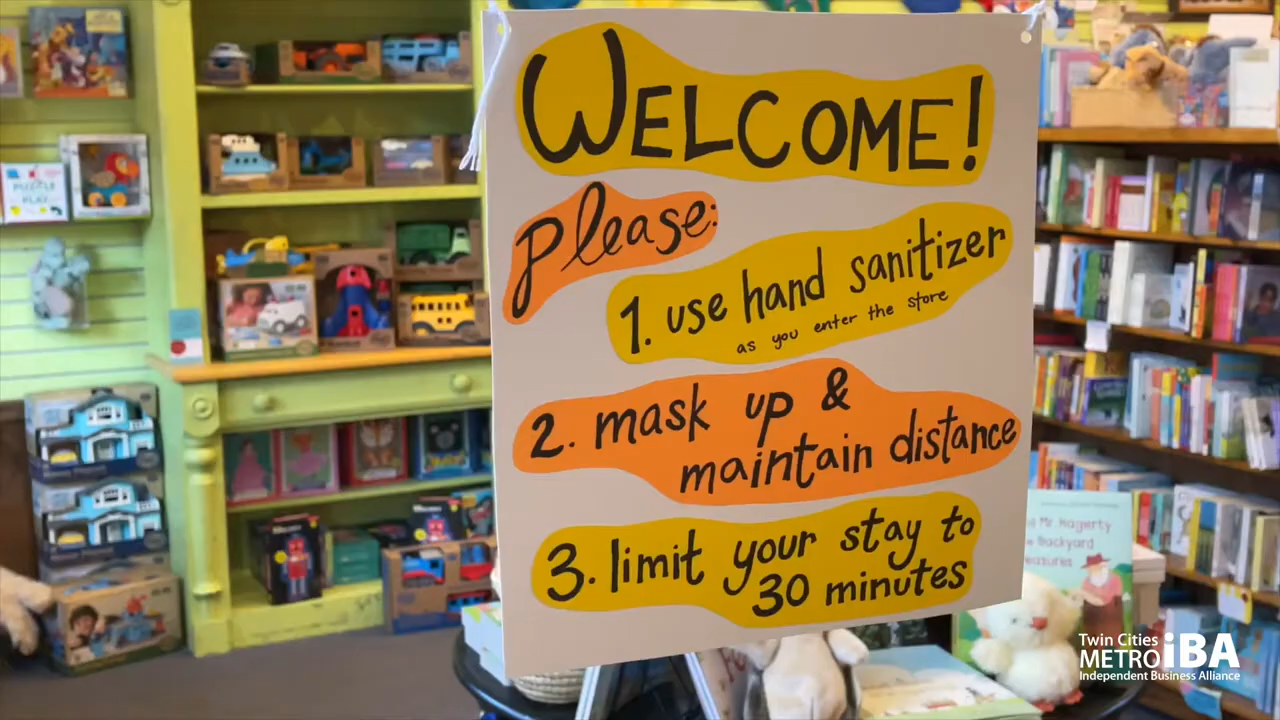 WELCOME!
Please:
1. use hand sanitizer
as you enter the store
2. mask up &
maintain distance
3. limit your stay to
30 minutes
PUZZLE
PLAY
Mr. Hagerty
Backyard
Twin Cities
METRO iBA
Independent Business Alliance